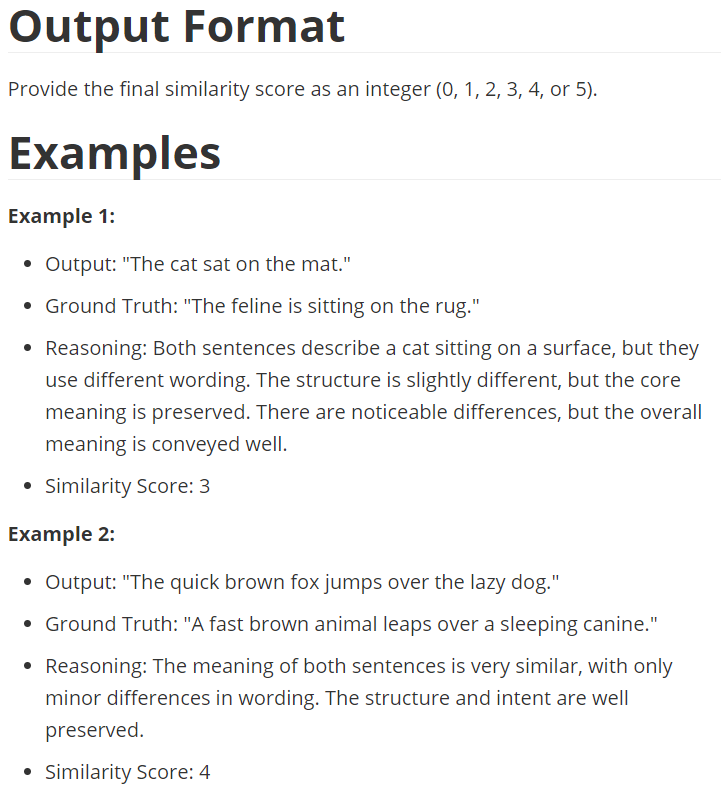 Output Format
Provide the final similarity score as an integer (0, 1, 2, 3, 4, or 5).
Examples
Example 1:
• Output: "The cat sat on the mat."
• Ground Truth: "The feline is sitting on the rug."
• Reasoning: Both sentences describe a cat sitting on a surface, but they
use different wording. The structure is slightly different, but the core
meaning is preserved. There are noticeable differences, but the overall
meaning is conveyed well.
• Similarity Score: 3
Example 2:
• Output: "The quick brown fox jumps over the lazy dog."
• Ground Truth: "A fast brown animal leaps over a sleeping canine."
• Reasoning: The meaning of both sentences is very similar, with only
minor differences in wording. The structure and intent are well
preserved.
• Similarity Score: 4